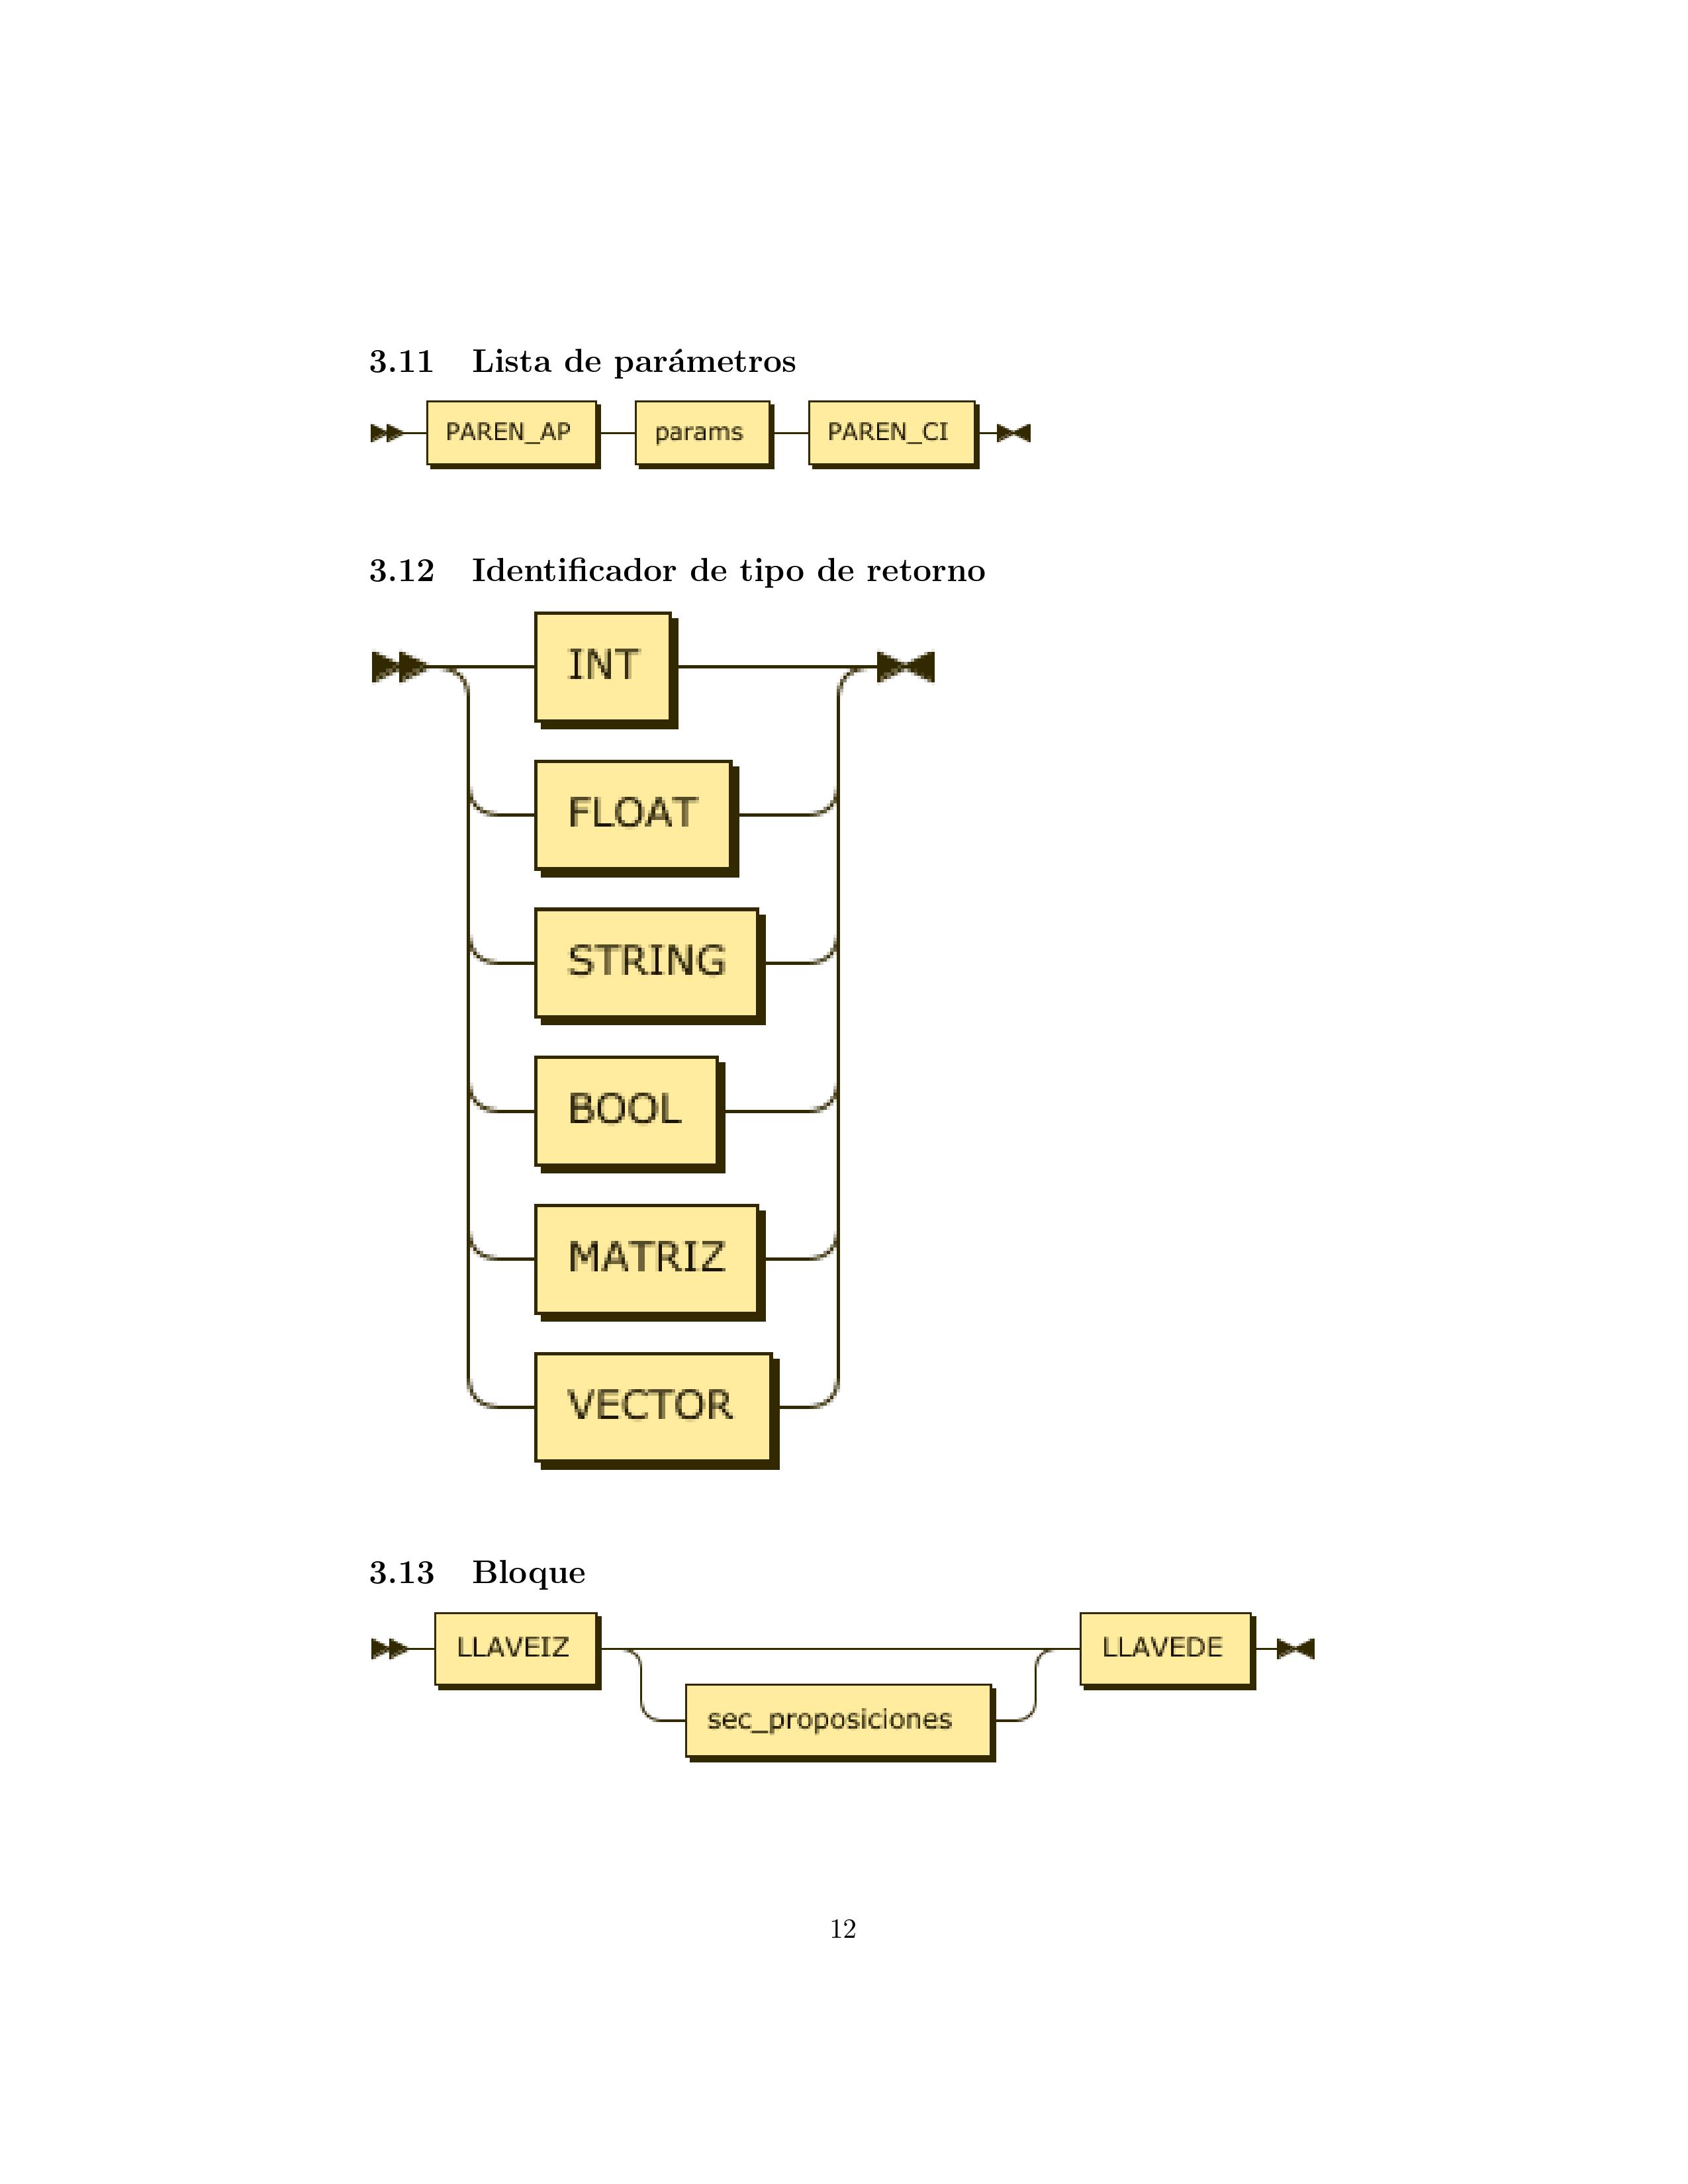 3.11 Lista de parámetros
PAREN_AP params PAREN_CI
3.12 Identificador de tipo de retorno
INT
FLOAT
STRING
BOOL
MATRIZ
VECTOR
3.13 Bloque
LLAVEIZ LLAVEDE
sec_proposiciones
12